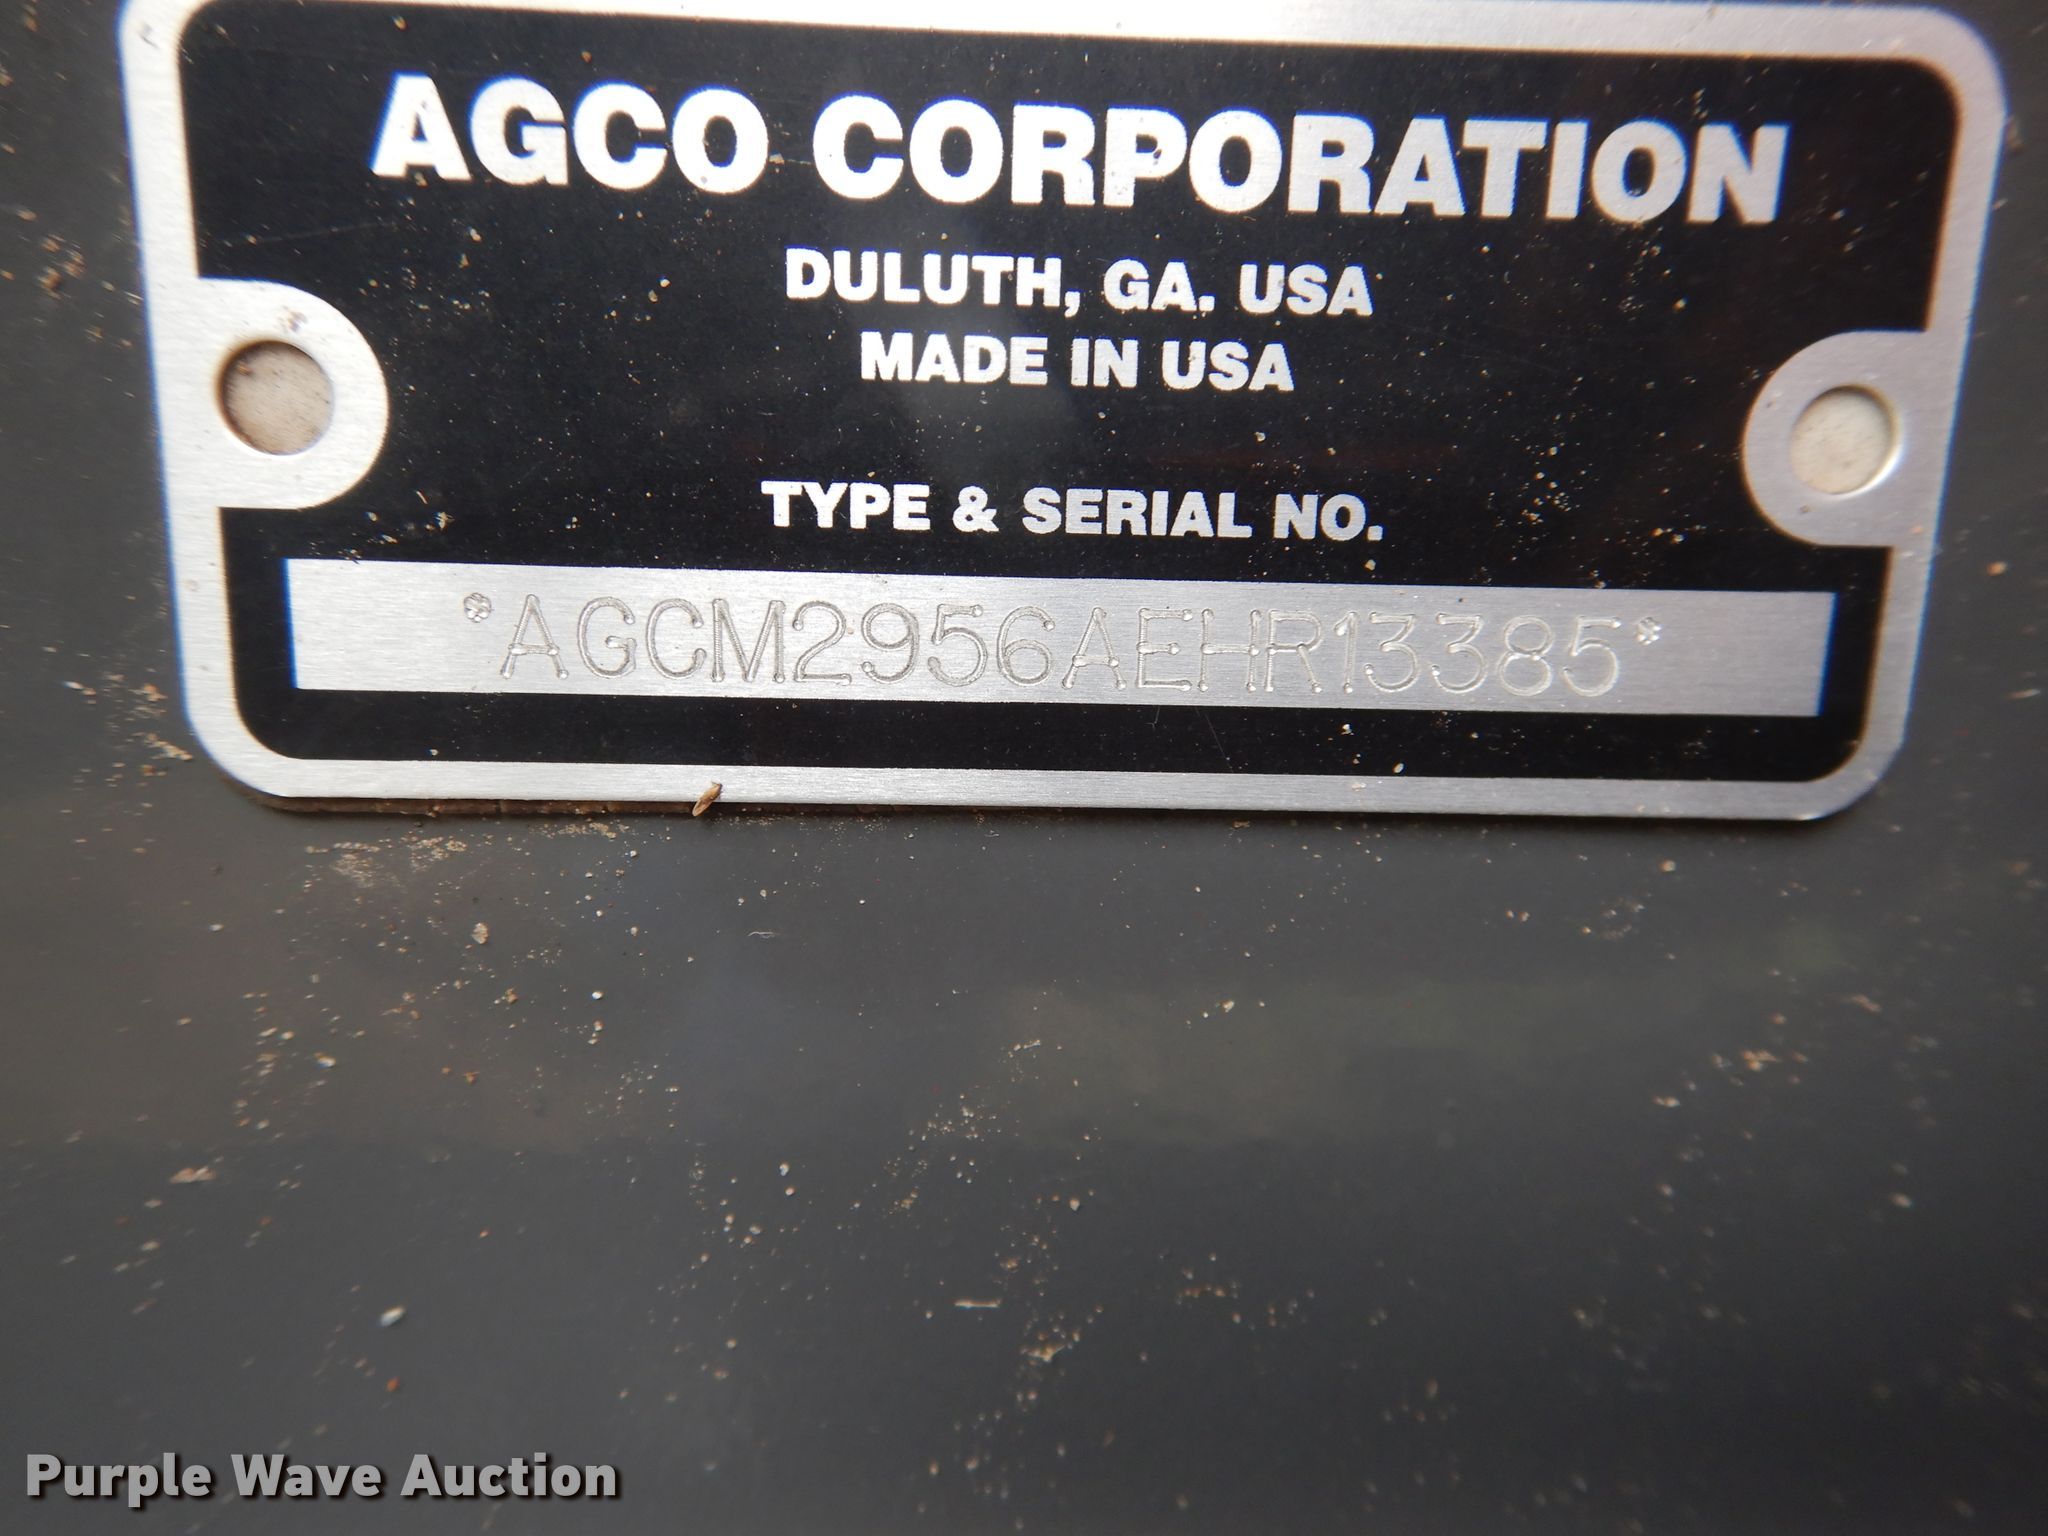 AGCO CORPORATION
DULUTH, GA. USA
MADE IN USA
TYPE & SERIAL NO.
*AGCM2956AEHR13385*
Purple Wave Auction